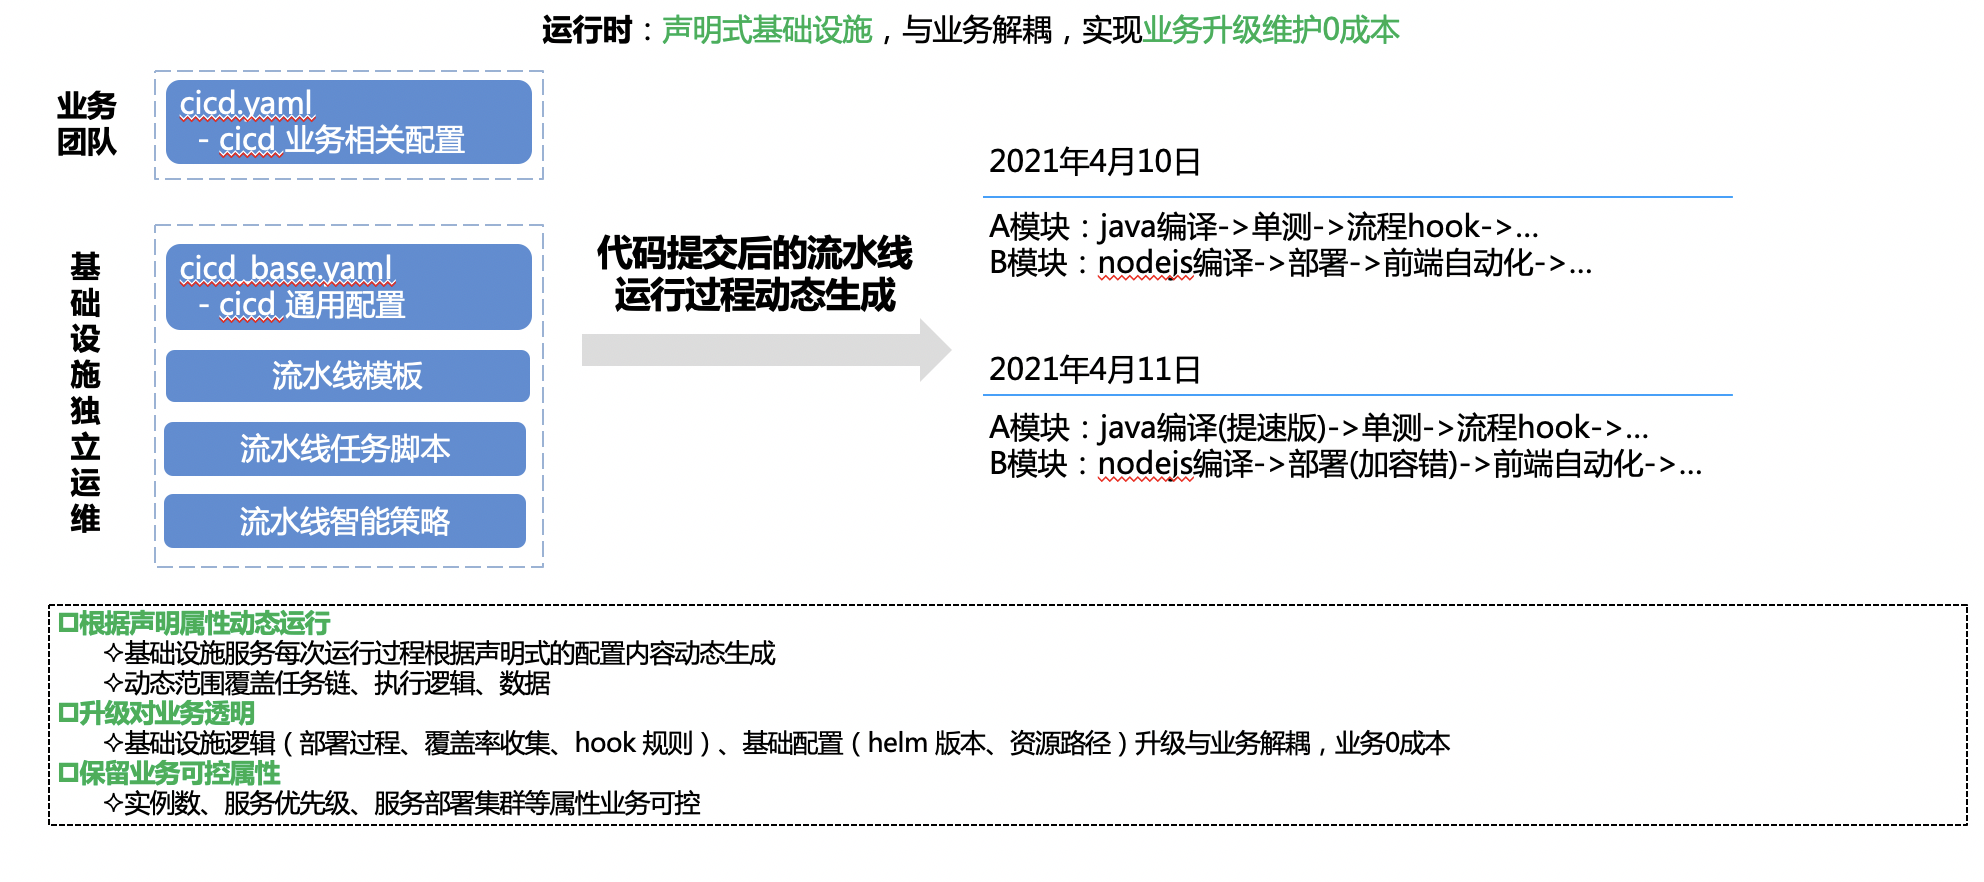 运行时：声明式基础设施，与业务解耦，实现业务升级维护0成本
业务
团队
cicd.yaml
- cicd 业务相关配置
基
础
设
施
独
立
运
维
cicd_base.yaml
- cicd 通用配置
流水线模板
流水线任务脚本
流水线智能策略
代码提交后的流水线
运行过程动态生成
2021年4月10日
A模块：java编译->单测->流程hook->...
B模块：nodejs编译->部署->前端自动化->...
2021年4月11日
A模块：java编译(提速版)->单测->流程hook->...
B模块：nodejs编译->部署(加容错)->前端自动化->...
根据声明属性动态运行
基础设施服务每次运行过程根据声明式的配置内容动态生成
动态范围覆盖任务链、执行逻辑、数据
升级对业务透明
基础设施逻辑（部署过程、覆盖率收集、hook 规则）、基础配置（helm 版本、资源路径）升级与业务解耦，业务0成本
保留业务可控属性
实例数、服务优先级、服务部署集群等属性业务可控